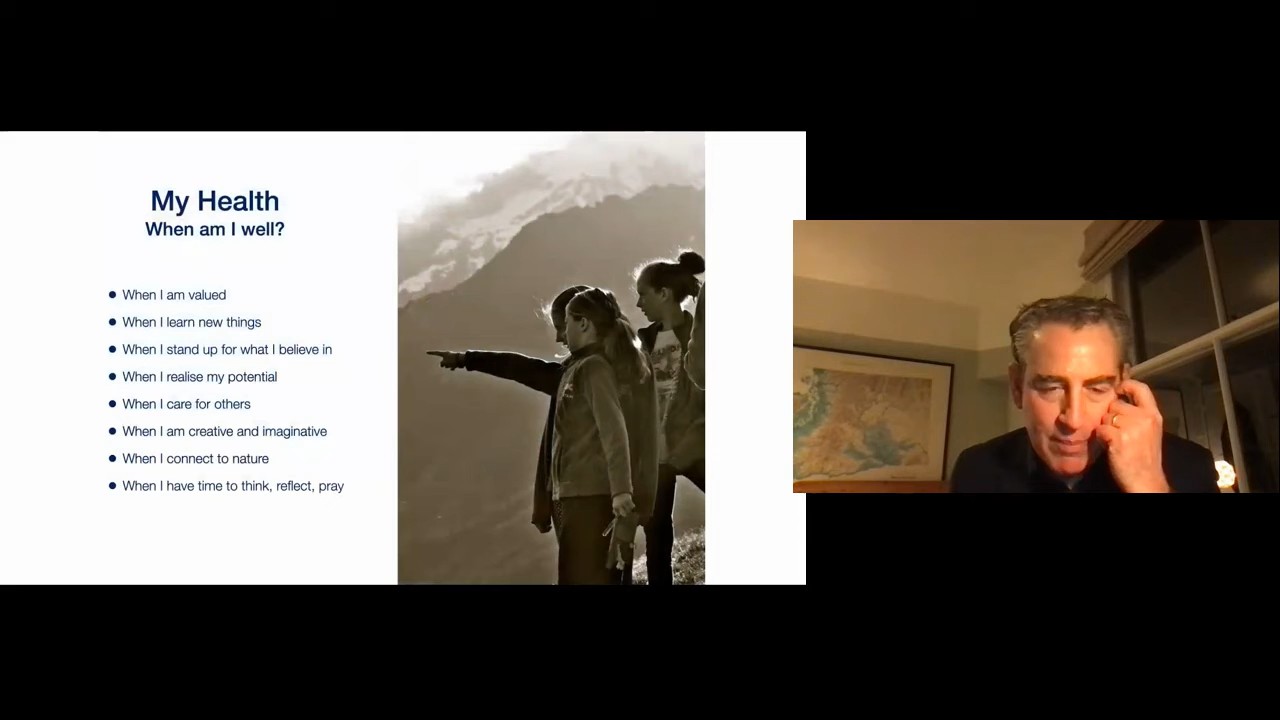 My Health
When am I well?
● When I am valued
● When I learn new things
● When I stand up for what I believe in
● When I realise my potential
● When I care for others
● When I am creative and imaginative
● When I connect to nature
● When I have time to think, reflect, pray